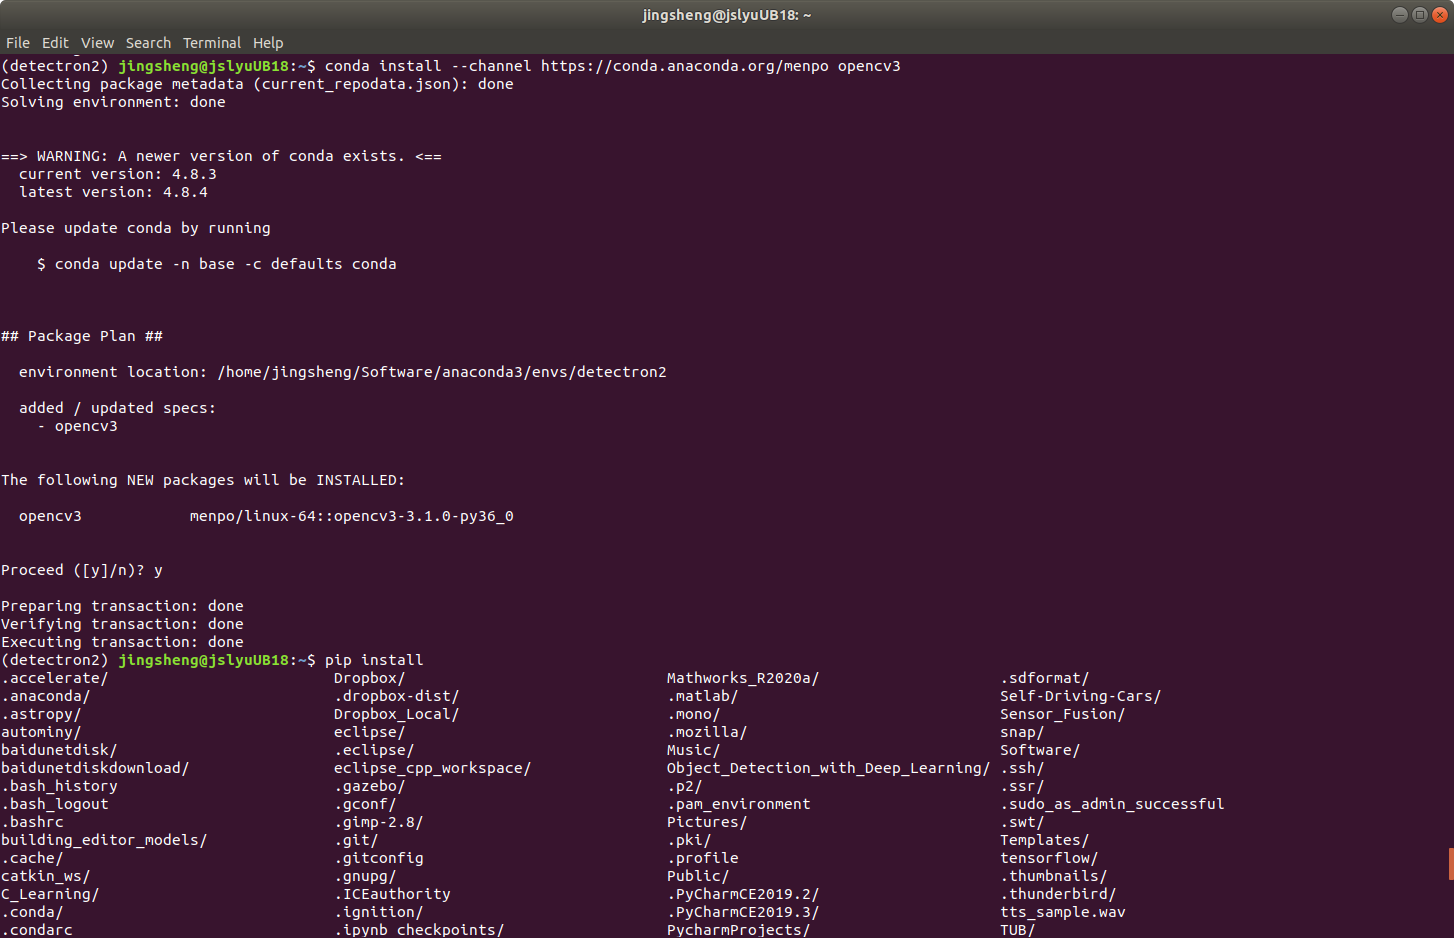 jingsheng@jslyuUB18: ~
File Edit View Search Terminal Help
(detectron2) jingsheng@jslyuUB18:~$ conda install --channel https://conda.anaconda.org/menpo opencv3
Collecting package metadata (current_repodata.json): done
Solving environment: done
==> WARNING: A newer version of conda exists. <==
  current version: 4.8.3
  latest version: 4.8.4
Please update conda by running
    $ conda update -n base -c defaults conda
## Package Plan ##
  environment location: /home/jingsheng/Software/anaconda3/envs/detectron2
  added / updated specs:
    - opencv3
The following NEW packages will be INSTALLED:
  opencv3            menpo/linux-64::opencv3-3.1.0-py36_0
Proceed ([y]/n)? y
Preparing transaction: done
Verifying transaction: done
Executing transaction: done
(detectron2) jingsheng@jslyuUB18:~$ pip install
.accelerate/ Dropbox/ Mathworks_R2020a/ .sdformat/
.anaconda/ .dropbox-dist/ .matlab/ Self-Driving-Cars/
.astropy/ Dropbox_Local/ .mono/ Sensor_Fusion/
autominy/ eclipse/ .mozilla/ snap/
baidunetdisk/ .eclipse/ Music/ Software/
baidunetdiskdownload/ eclipse_cpp_workspace/ Object_Detection_with_Deep_Learning/ .ssh/
.bash_history .gazebo/ .p2/ .ssr/
.bash_logout .gconf/ .pam_environment .sudo_as_admin_successful
.bashrc .gimp-2.8/ Pictures/ .swt/
building_editor_models/ .git/ .pki/ Templates/
.cache/ .gitconfig .profile tensorflow/
catkin_ws/ .gnupg/ Public/ .thumbnails/
C_Learning/ .ICEauthority .PyCharmCE2019.2/ .thunderbird/
.conda/ .ignition/ .PyCharmCE2019.3/ tts_sample.wav
.condarc .ipynb_checkpoints/ PycharmProjects/ TUB/